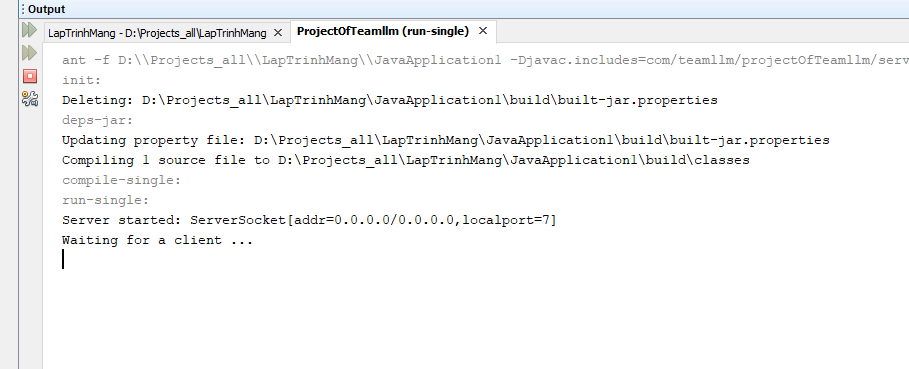 Output
LapTrinhMang - D:\Projects_all\LapTrinhMang × ProjectOfTeamllm (run-single) ×
ant -f D:\\Projects_all\\LapTrinhMang\\JavaApplication1 -Djavac.includes=com/teamllm/projectOfTeamllm/serv
init:
Deleting: D:\Projects_all\LapTrinhMang\JavaApplication1\build\built-jar.properties
deps-jar:
Updating property file: D:\Projects_all\LapTrinhMang\JavaApplication1\build\built-jar.properties
Compiling 1 source file to D:\Projects_all\LapTrinhMang\JavaApplication1\build\classes
compile-single:
run-single:
Server started: ServerSocket[addr=0.0.0.0/0.0.0.0,localport=7]
Waiting for a client ...